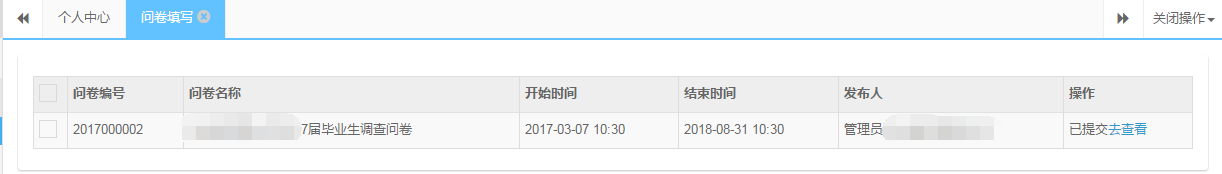 个人中心 问卷填写 关闭操作
问卷编号 问卷名称 开始时间 结束时间 发布人 操作
2017000002 7届毕业生调查问卷 2017-03-07 10:30 2018-08-31 10:30 管理员 已提交去查看